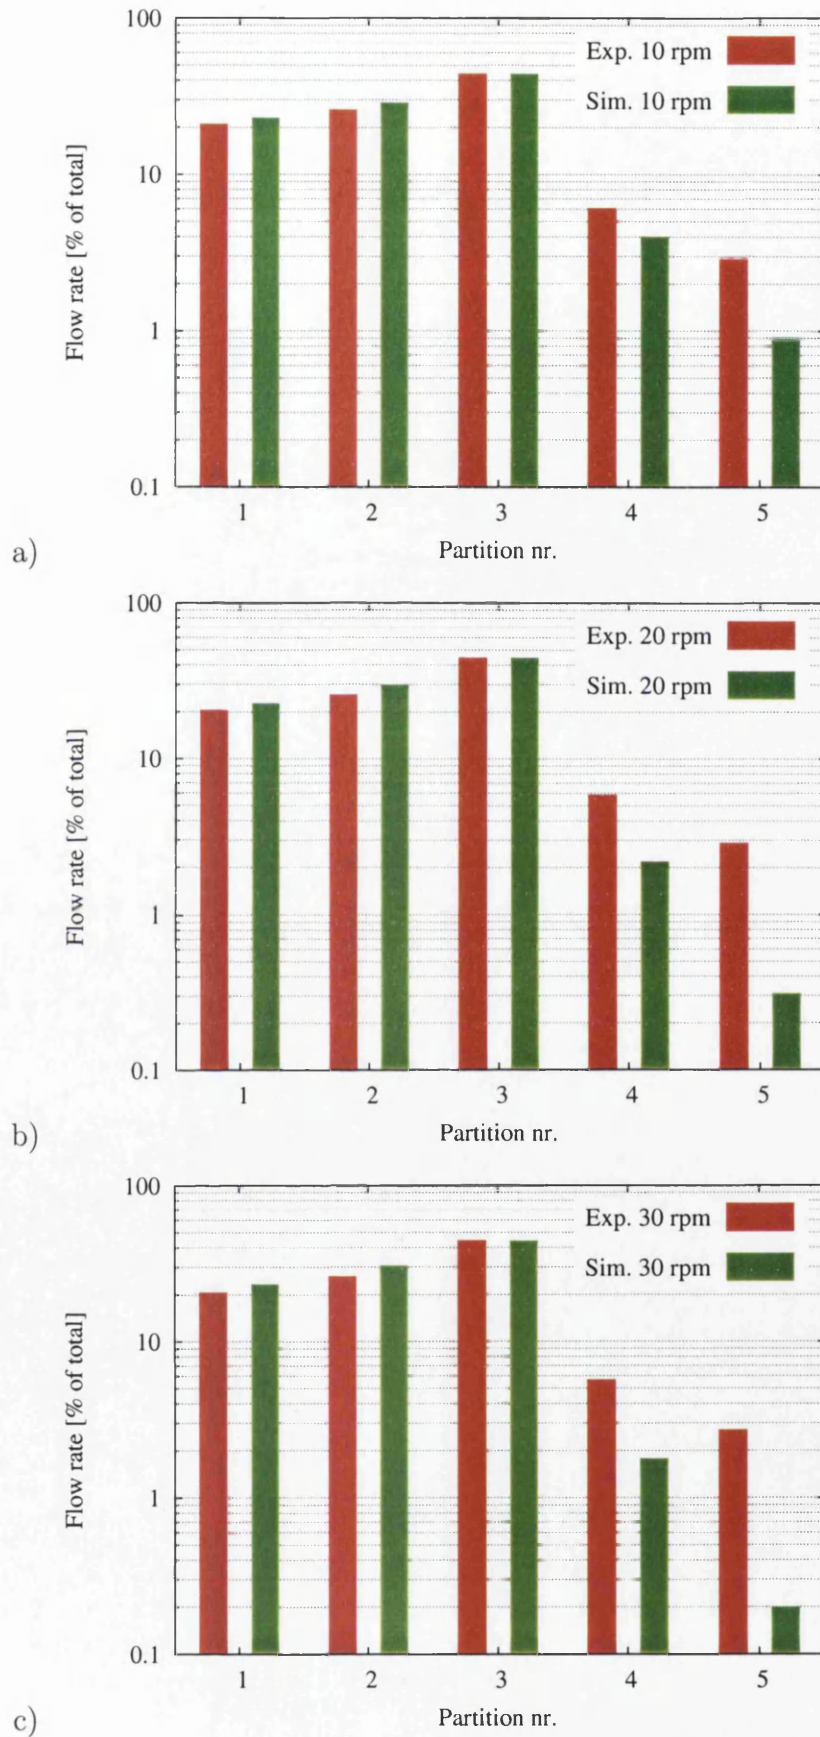 a)
Flow rate [% of total]
100
10
1
0.1
Exp. 10 rpm
Sim. 10 rpm
1 2 3 4 5
Partition nr.
b)
Flow rate [% of total]
100
10
1
0.1
Exp. 20 rpm
Sim. 20 rpm
1 2 3 4 5
Partition nr.
c)
Flow rate [% of total]
100
10
1
0.1
Exp. 30 rpm
Sim. 30 rpm
1 2 3 4 5
Partition nr.